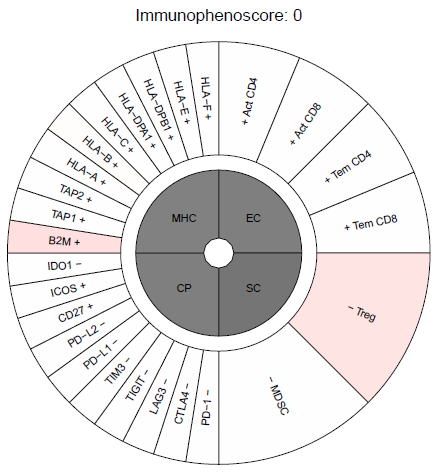 Immunophenoscore: 0
HLA-F +
HLA-E +
HLA-DPB1 +
HLA-DPA1 +
HLA-C +
HLA-B +
HLA-A +
TAP2 +
TAP1 +
B2M +
IDO1 −
ICOS +
CD27 +
PD-L2 −
PD-L1 −
TIM3 −
TIGIT −
LAG3 −
CTLA4 −
PD-1 −
+ Act CD4
+ Act CD8
+ Tem CD4
+ Tem CD8
− Treg
− MDSC
MHC
EC
CP
SC